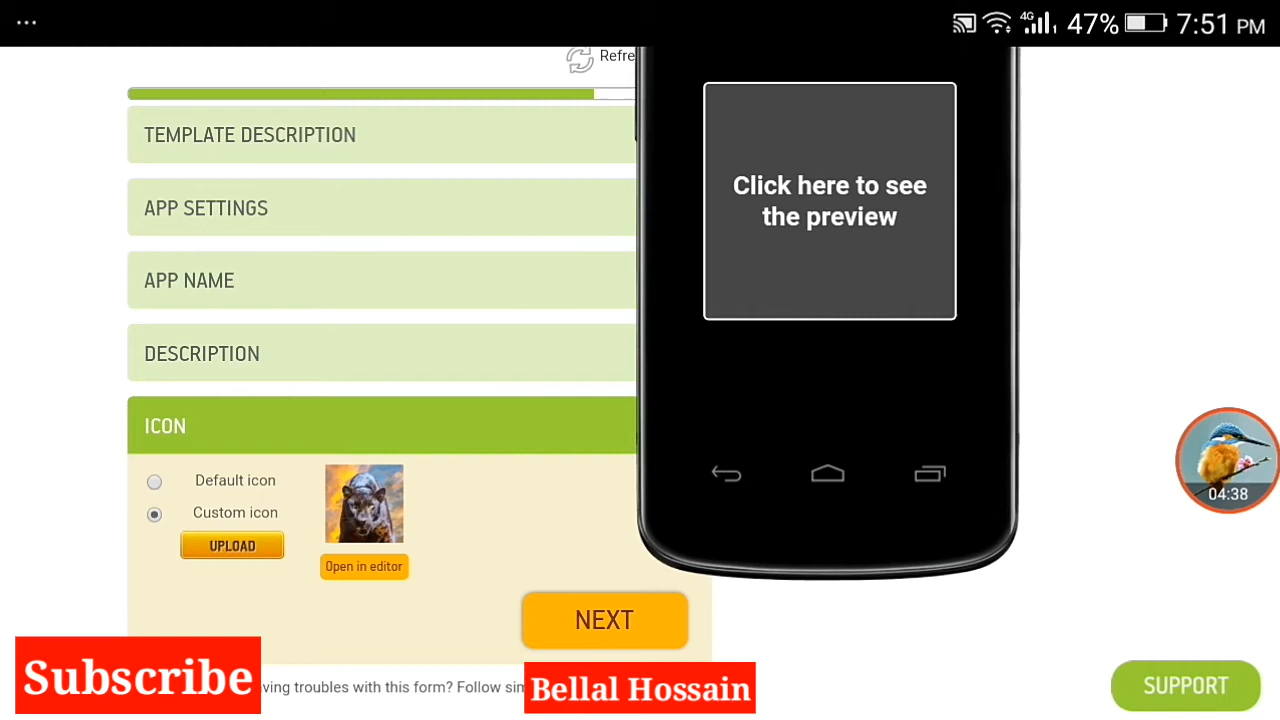 ... 4G 47% 7:51 PM
Refre
TEMPLATE DESCRIPTION
APP SETTINGS
APP NAME
DESCRIPTION
ICON
Default icon
Custom icon
UPLOAD
Open in editor
NEXT
Click here to see
the preview
04:38
Subscribe
aving troubles with this form? Follow sim
Bellal Hossain
SUPPORT